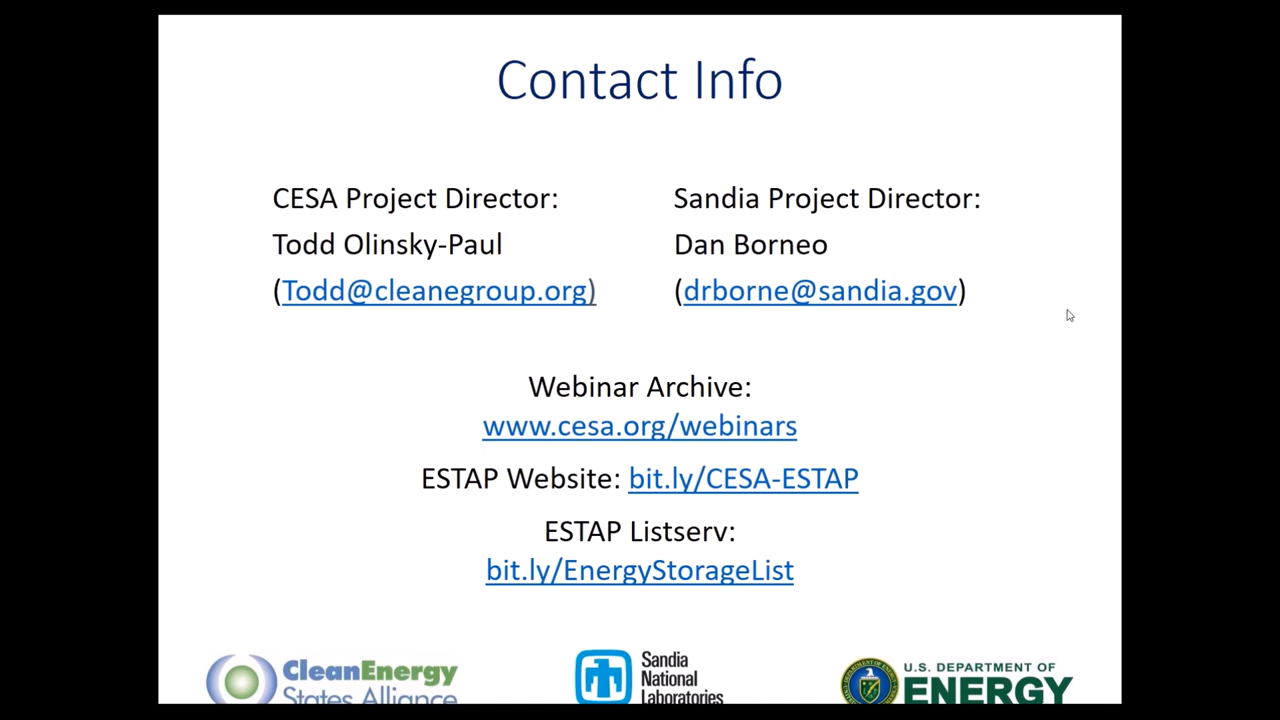 Contact Info
CESA Project Director:
Todd Olinsky-Paul
(Todd@cleanegroup.org)
Sandia Project Director:
Dan Borneo
(drborne@sandia.gov)
Webinar Archive:
www.cesa.org/webinars
ESTAP Website: bit.ly/CESA-ESTAP
ESTAP Listserv:
bit.ly/EnergyStorageList
CleanEnergy
States Alliance
Sandia
National
Laboratories
U.S. DEPARTMENT OF
ENERGY